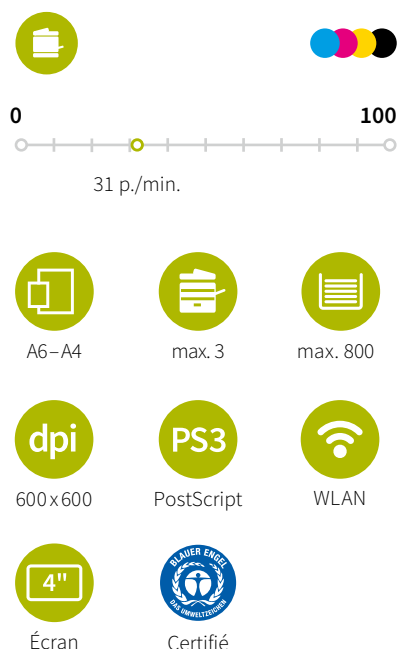 0 100
31 p./min.
A6–A4 max. 3 max. 800
dpi PS3
600 x 600 PostScript WLAN
4"
BLAUER ENGEL
DAS UMWELTZEICHEN
Écran Certifié